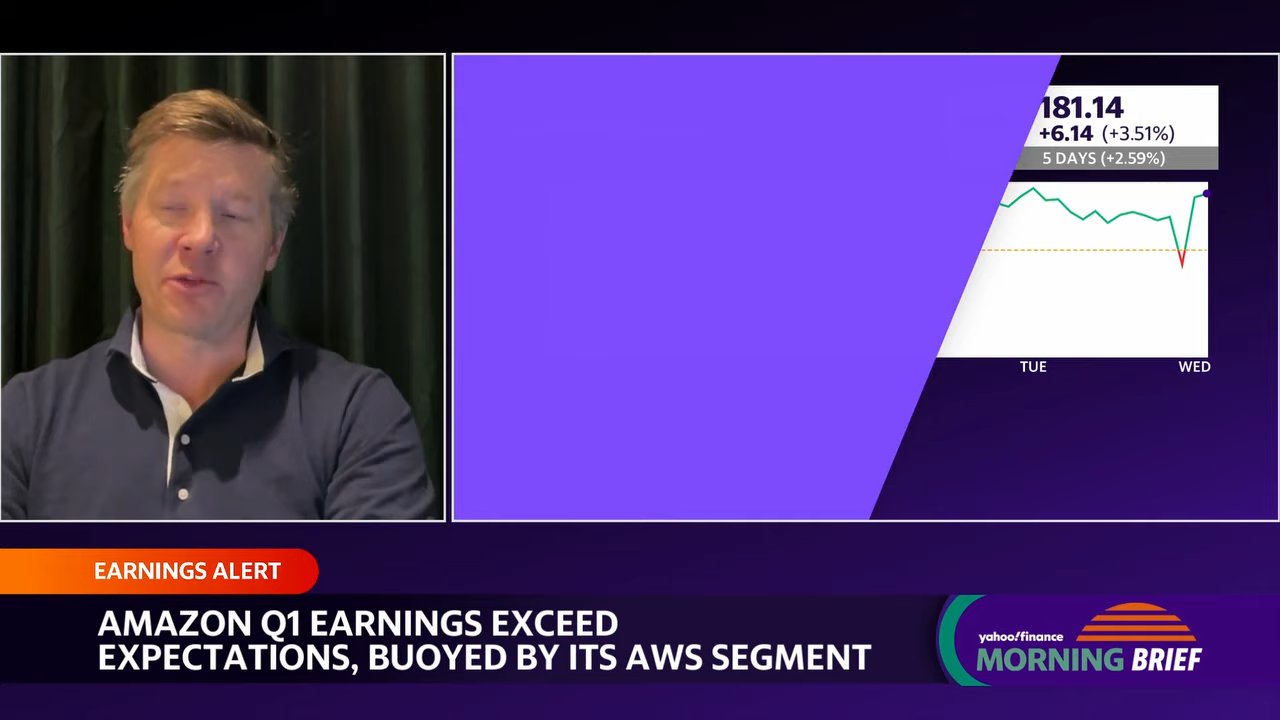 181.14
+6.14 (+3.51%)
5 DAYS (+2.59%)
TUE WED
EARNINGS ALERT
AMAZON Q1 EARNINGS EXCEED
EXPECTATIONS, BUOYED BY ITS AWS SEGMENT
yahoo!finance
MORNING BRIEF